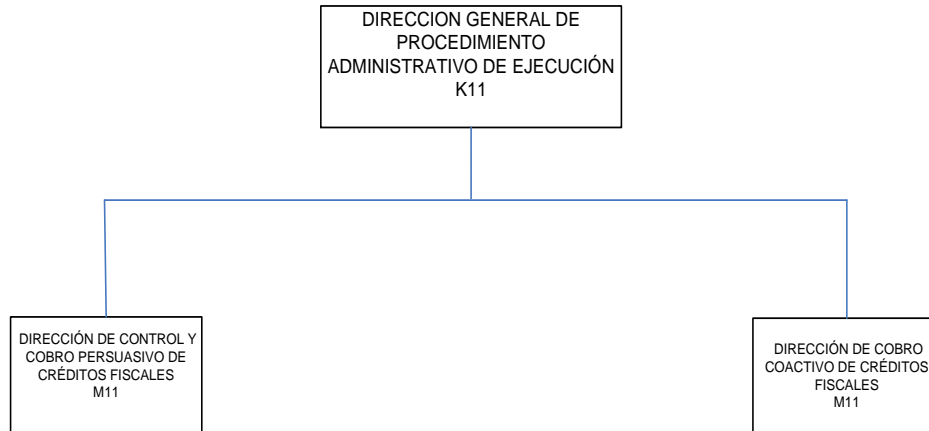 DIRECCION GENERAL DE
PROCEDIMIENTO
ADMINISTRATIVO DE EJECUCIÓN
K11
DIRECCIÓN DE CONTROL Y
COBRO PERSUASIVO DE
CRÉDITOS FISCALES
M11
DIRECCIÓN DE COBRO
COACTIVO DE CRÉDITOS
FISCALES
M11